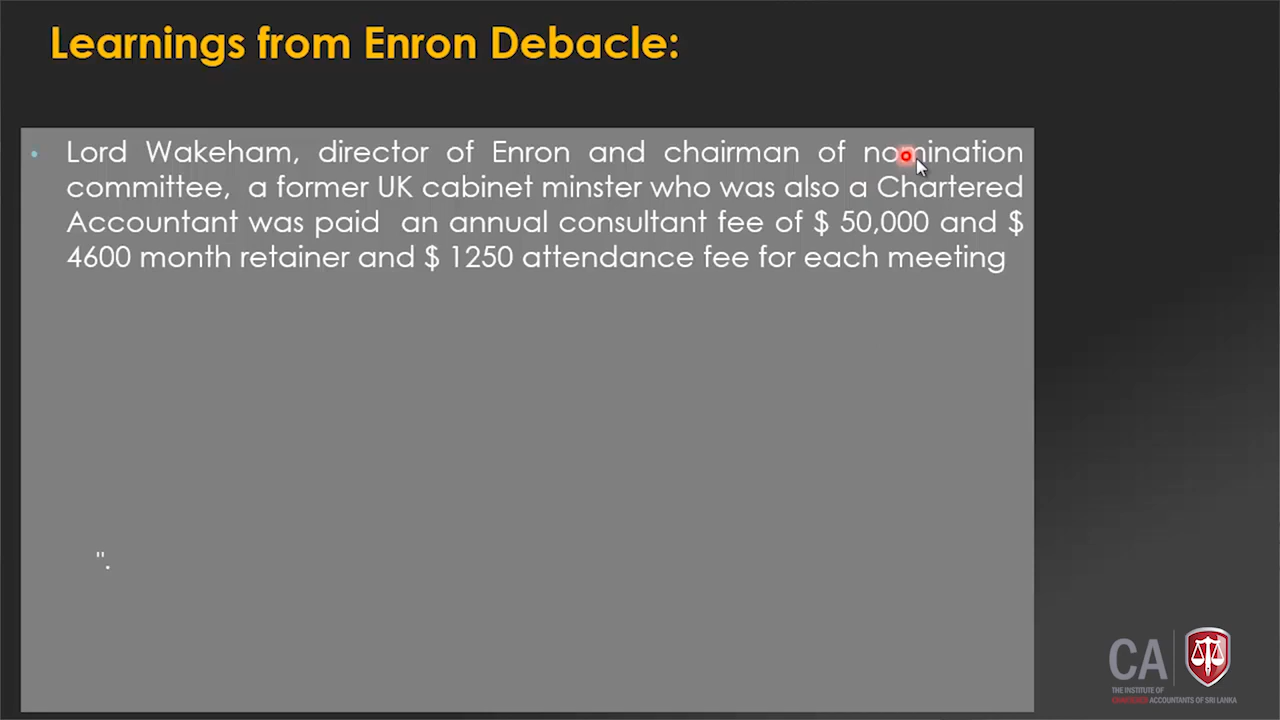 Learnings from Enron Debacle:
• Lord Wakeham, director of Enron and chairman of nomination
committee, a former UK cabinet minster who was also a Chartered
Accountant was paid an annual consultant fee of $ 50,000 and $
4600 month retainer and $ 1250 attendance fee for each meeting
".
CA
THE INSTITUTE OF
CHARTERED ACCOUNTANTS OF SRI LANKA